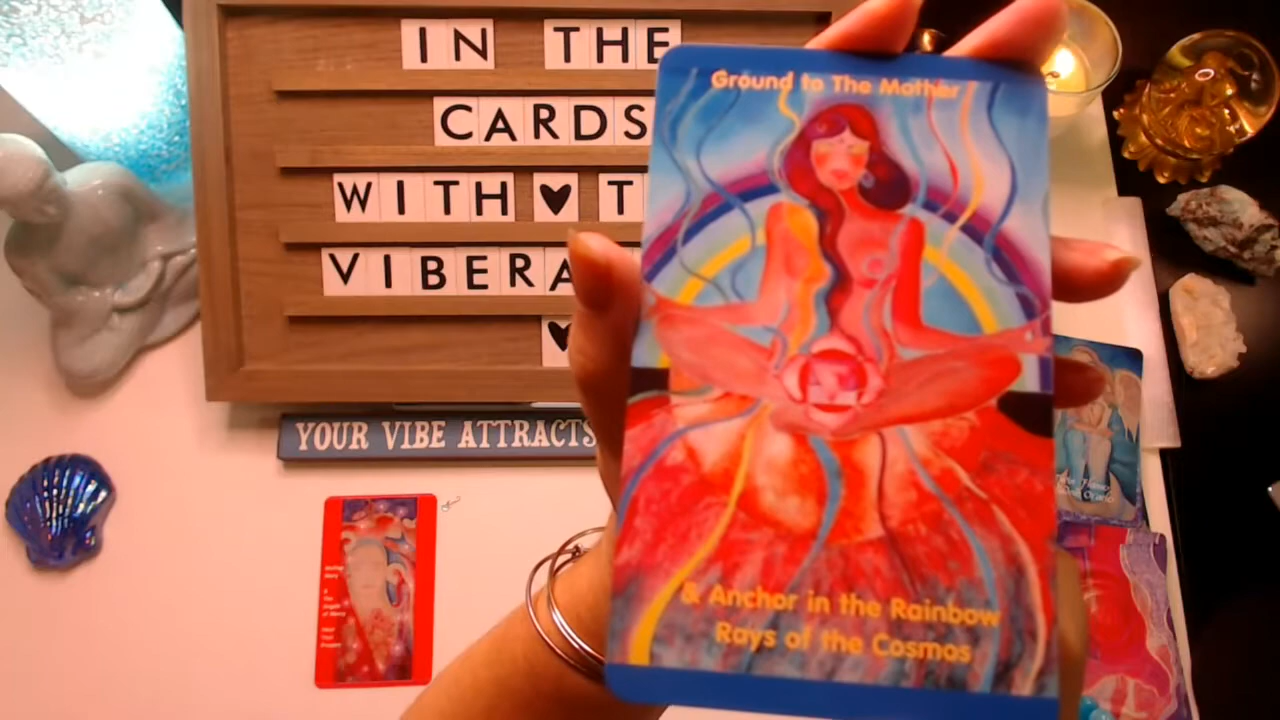 IN THE
CARDS
WITH ♥ T
VIBERA
♥
YOUR VIBE ATTRACTS
Ground to The Mother
& Anchor in the Rainbow
Rays of the Cosmos